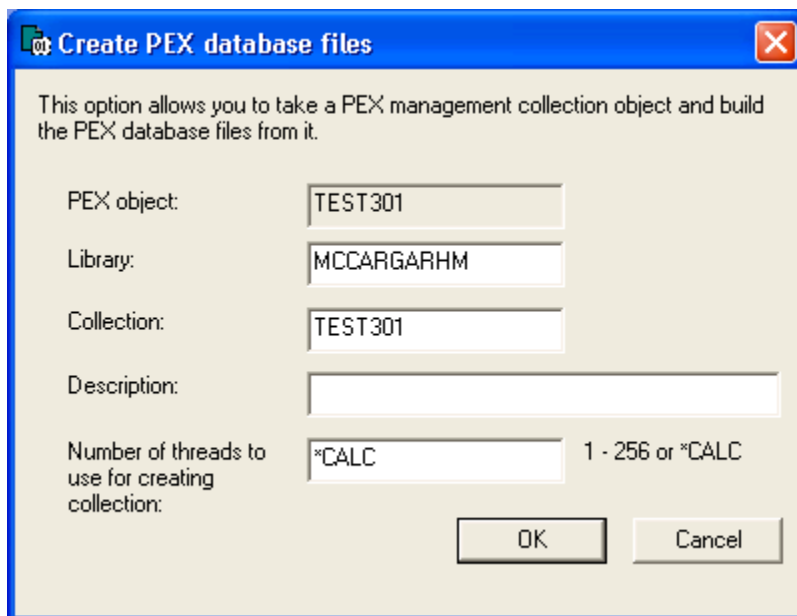 Create PEX database files
This option allows you to take a PEX management collection object and build
the PEX database files from it.
PEX object:
TEST301
Library:
MCCARGARHM
Collection:
TEST301
Description:
Number of threads to
use for creating
collection:
*CALC
1 - 256 or *CALC
OK
Cancel